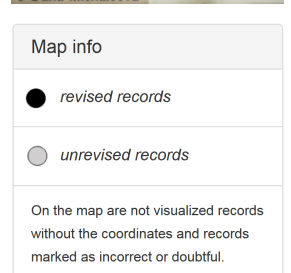 Map info
revised records
unrevised records
On the map are not visualized records
without the coordinates and records
marked as incorrect or doubtful.